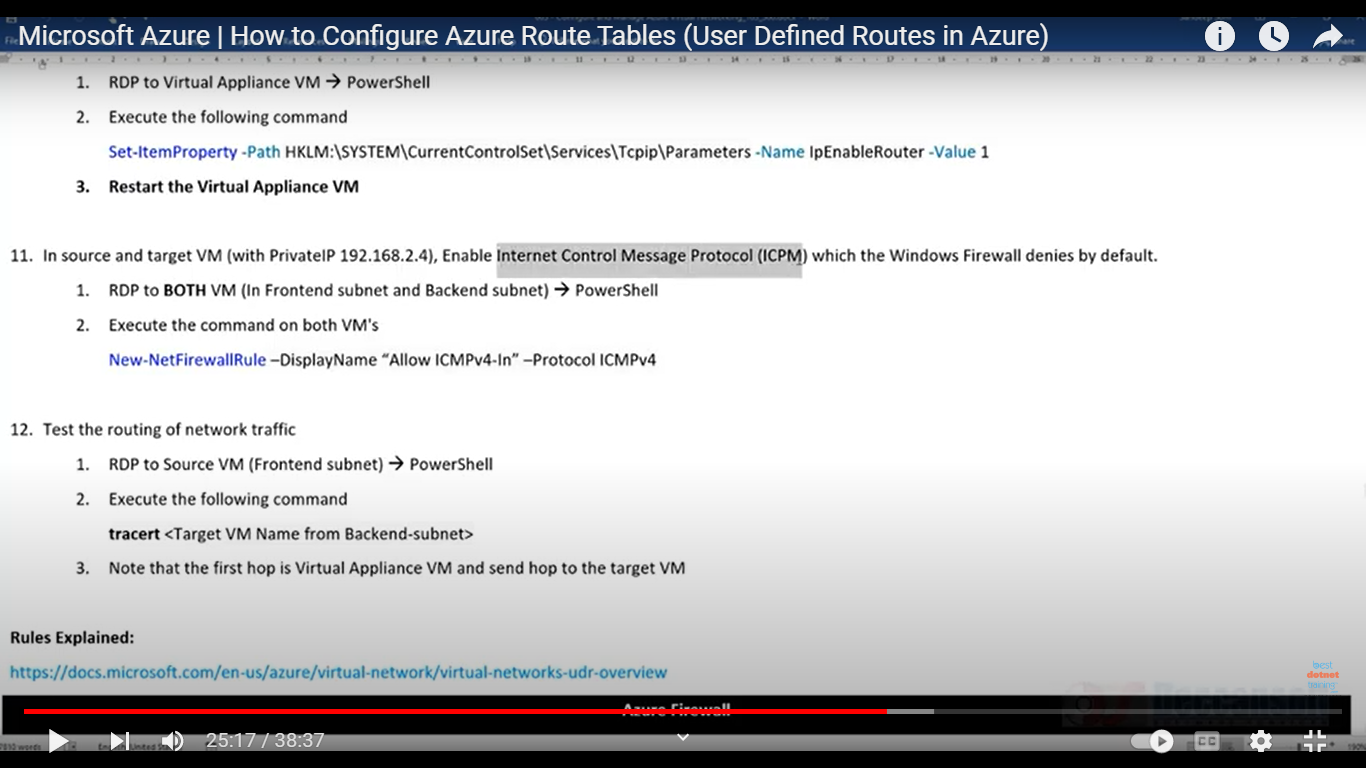 Microsoft Azure | How to Configure Azure Route Tables (User Defined Routes in Azure)
1. RDP to Virtual Appliance VM → PowerShell
2. Execute the following command
Set-ItemProperty -Path HKLM:\SYSTEM\CurrentControlSet\Services\Tcpip\Parameters -Name IpEnableRouter -Value 1
3. Restart the Virtual Appliance VM
11. In source and target VM (with PrivateIP 192.168.2.4), Enable Internet Control Message Protocol (ICPM) which the Windows Firewall denies by default.
1. RDP to BOTH VM (In Frontend subnet and Backend subnet) → PowerShell
2. Execute the command on both VM's
New-NetFirewallRule –DisplayName “Allow ICMPv4-In” –Protocol ICMPv4
12. Test the routing of network traffic
1. RDP to Source VM (Frontend subnet) → PowerShell
2. Execute the following command
tracert <Target VM Name from Backend-subnet>
3. Note that the first hop is Virtual Appliance VM and send hop to the target VM
Rules Explained:
https://docs.microsoft.com/en-us/azure/virtual-network/virtual-networks-udr-overview
best
dotnet
training
Azure Firewall
Deccansoft
25:17 / 38:37
CC